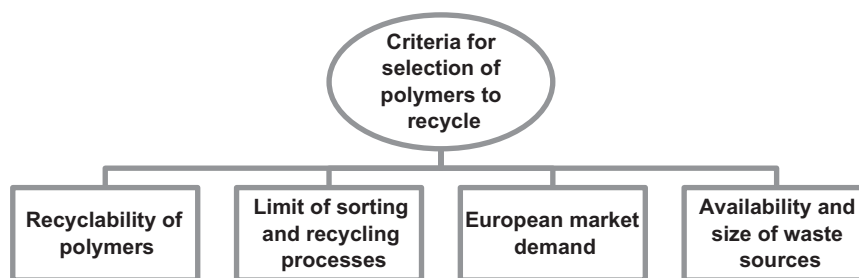 Criteria for
selection of
polymers to
recycle
Recyclability of
polymers
Limit of sorting
and recycling
processes
European market
demand
Availability and
size of waste
sources